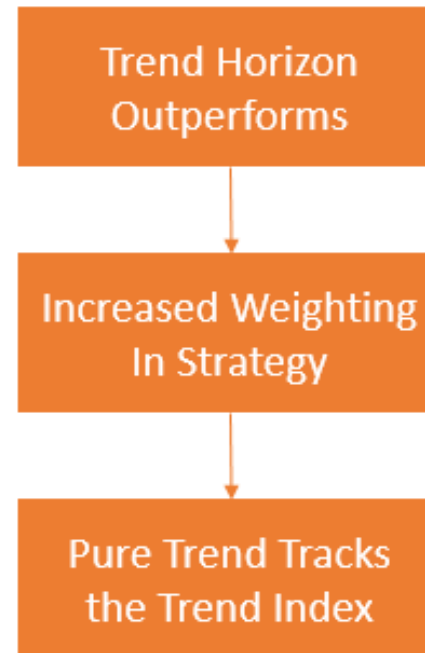 Trend Horizon
Outperforms
Increased Weighting
In Strategy
Pure Trend Tracks
the Trend Index